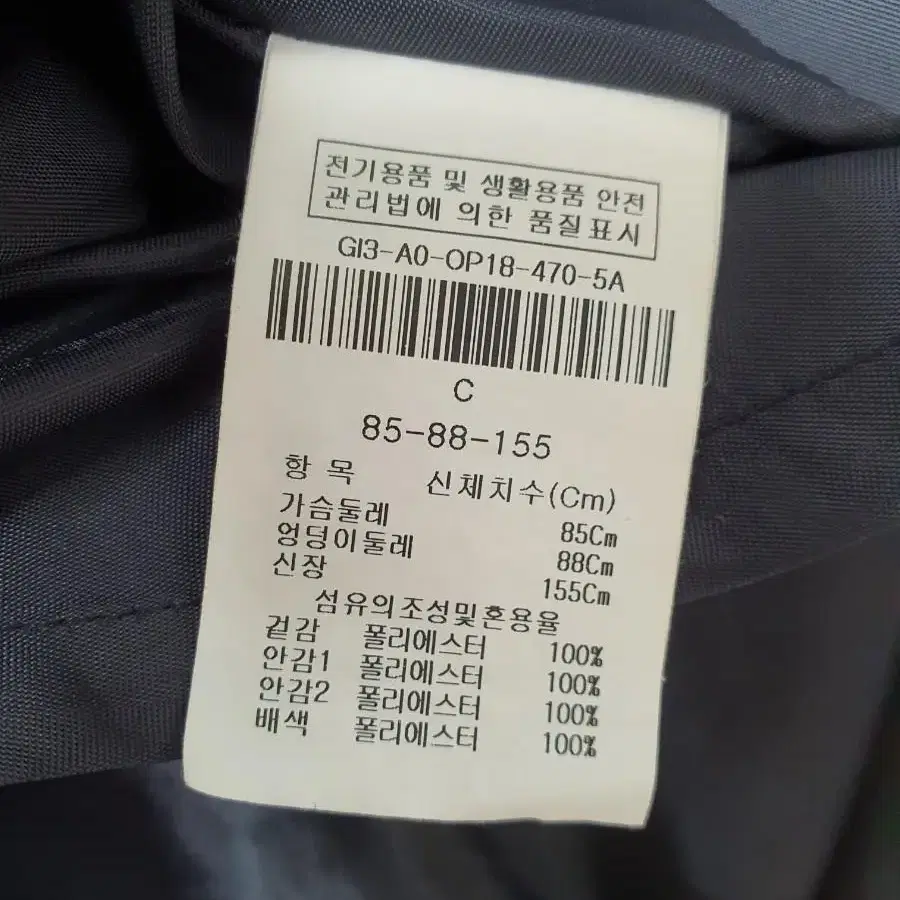 전기용품 및 생활용품 안전
관리법에 의한 품질표시
GI3-A0-OP18-470-5A
C
85-88-155
항 목 신체치수(Cm)
가슴둘레 85Cm
엉덩이둘레 88Cm
신장 155Cm
섬유의조성및혼용율
겉감 폴리에스터 100%
안감1 폴리에스터 100%
안감2 폴리에스터 100%
배색 폴리에스터 100%